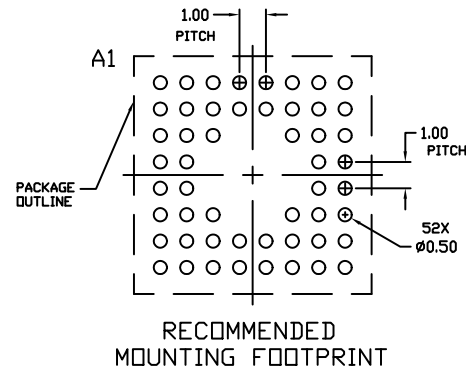 1.00
PITCH
A1
1.00
PITCH
PACKAGE
OUTLINE
52X
Ø0.50
RECOMMENDED
MOUNTING FOOTPRINT